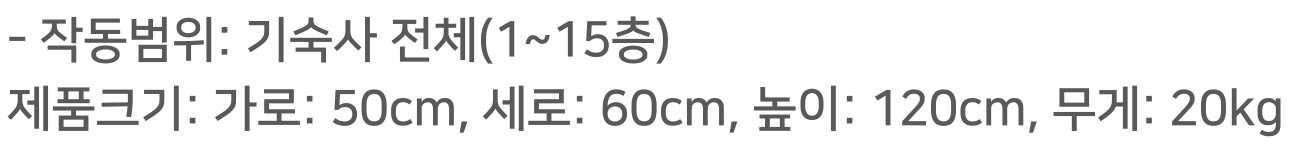 - 작동범위: 기숙사 전체(1~15층)
제품크기: 가로: 50cm, 세로: 60cm, 높이: 120cm, 무게: 20kg